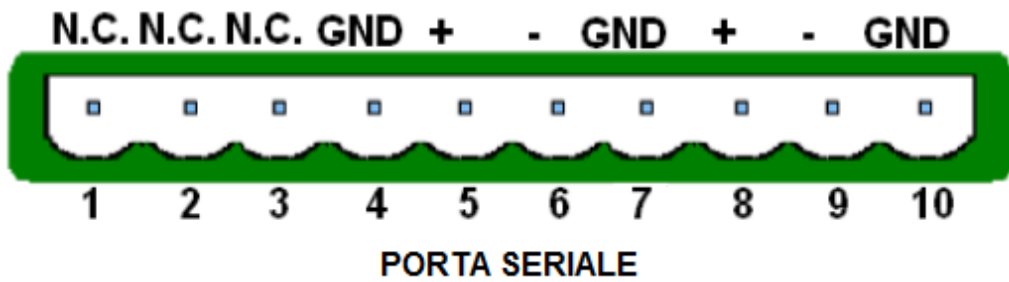 N.C. N.C. N.C. GND + - GND + - GND
1 2 3 4 5 6 7 8 9 10
PORTA SERIALE